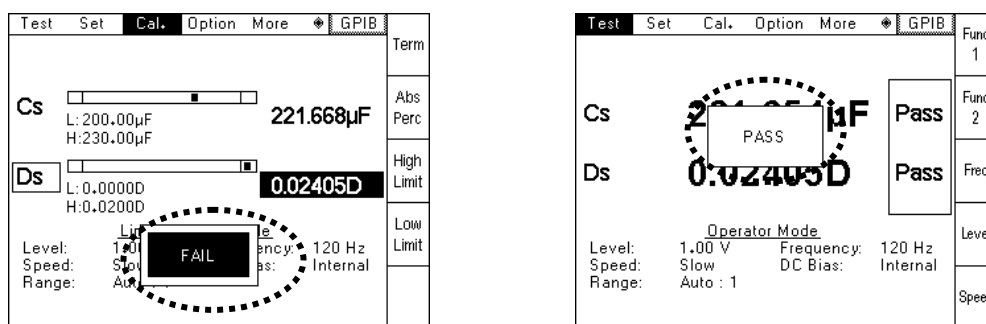 Test Set Cal. Option More GPIB
Term
Abs
Perc
High
Limit
Low
Limit
Cs
L:200.00μF
H:230.00μF
221.668μF
Ds
L:0.0000D
H:0.0200D
0.02405D
FAIL
Level: 120 Hz
Speed: Internal
Range:
Test Set Cal. Option More GPIB
1
2
Cs μF Pass
PASS
Ds Pass
Operator Mode
Level: 1.00 V Frequency: 120 Hz
Speed: Slow DC Bias: Internal
Range: Auto : 1